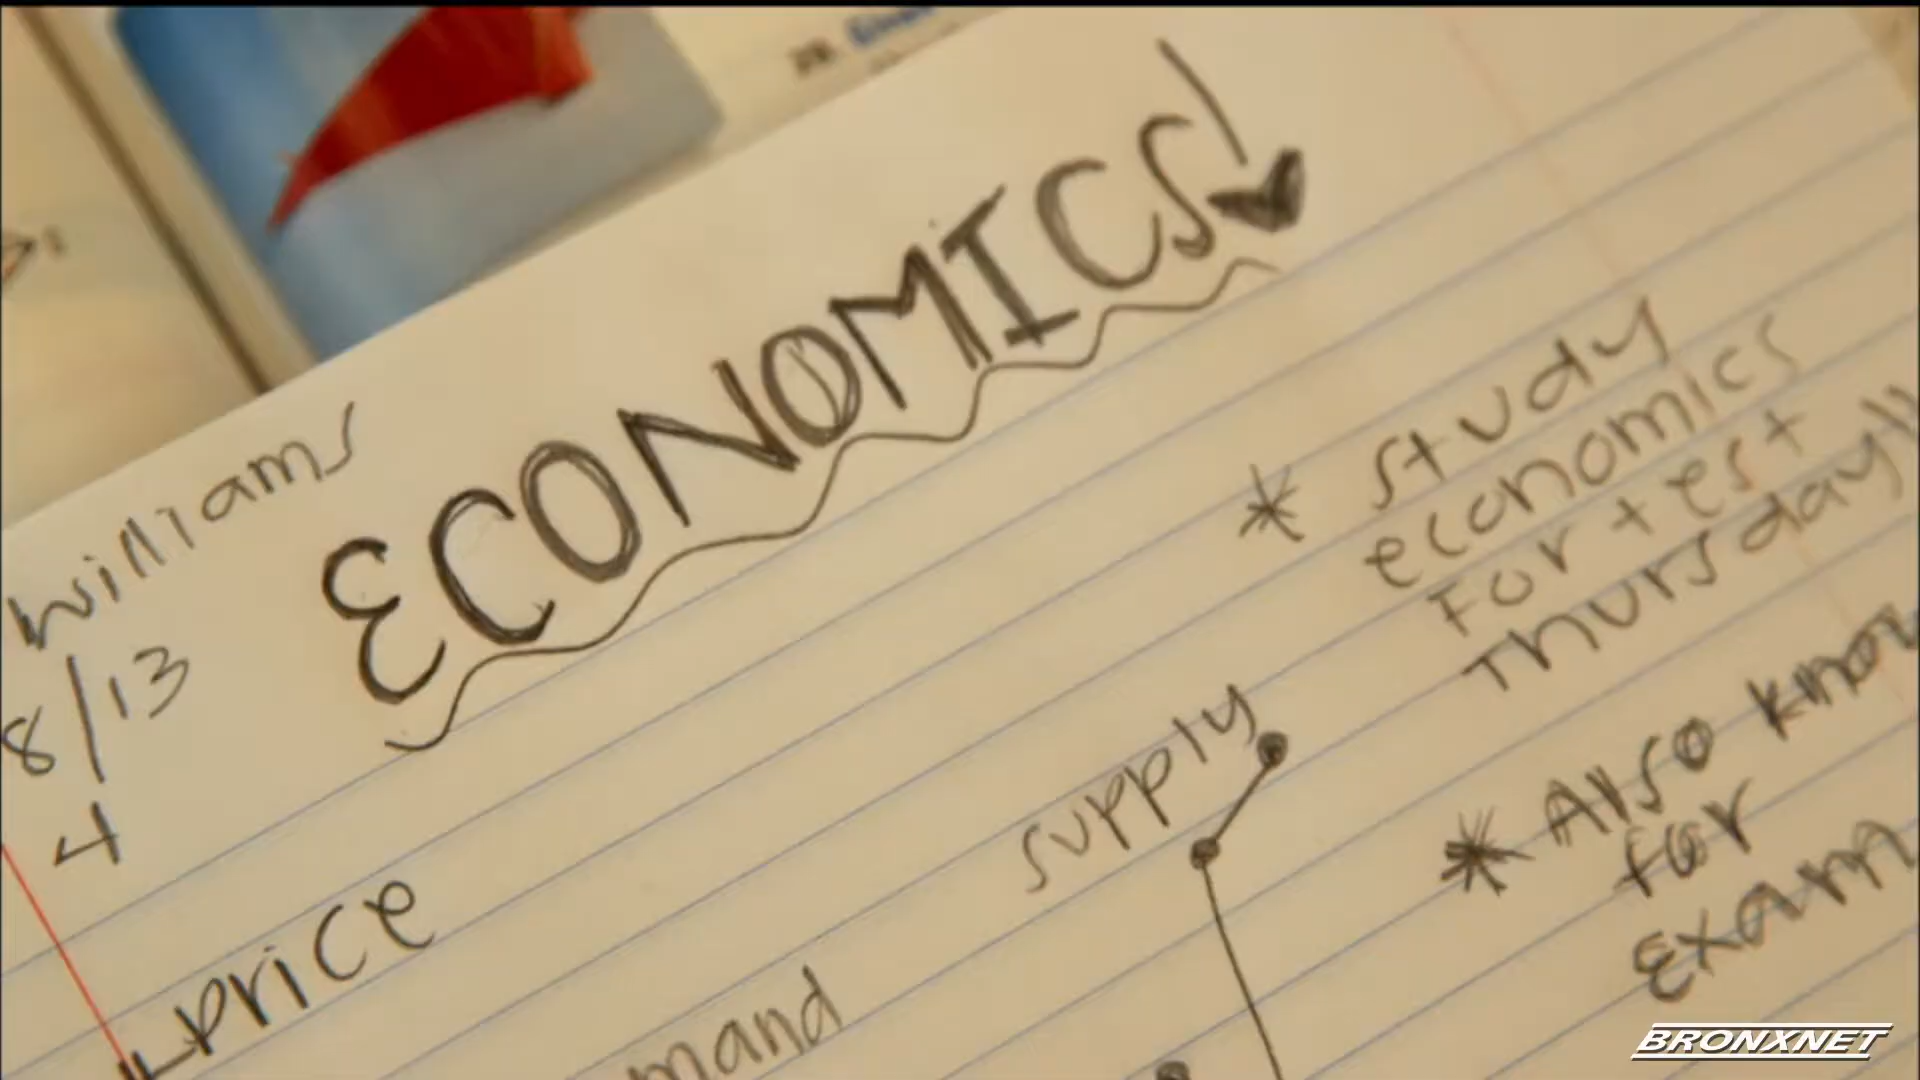 Williams
8/13
4
ECONOMICS
* study
economics
For test
Thursday!!
* Also know
for
Exam
supply
price
mand
BRONXNET